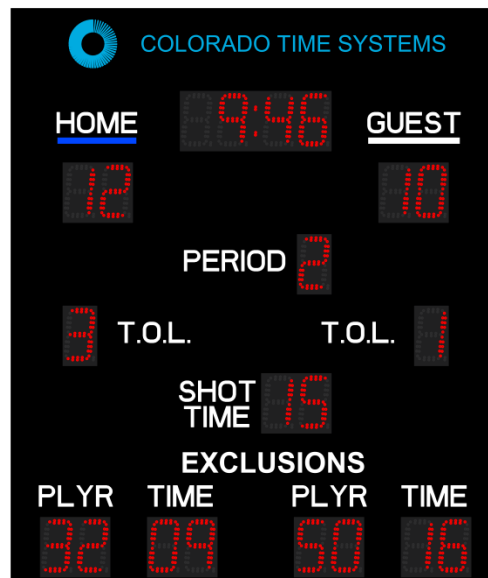 COLORADO TIME SYSTEMS
9:46
HOME GUEST
12 10
PERIOD 2
3 T.O.L. T.O.L. 1
SHOT
TIME 15
EXCLUSIONS
PLYR TIME PLYR TIME
32 09 50 16